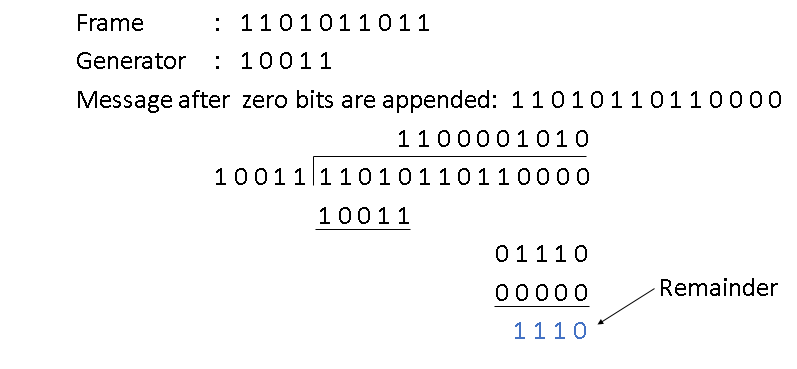 Frame : 1 1 0 1 0 1 1 0 1 1
Generator : 1 0 0 1 1
Message after zero bits are appended: 1 1 0 1 0 1 1 0 1 1 0 0 0 0
1 1 0 0 0 0 1 0 1 0
1 0 0 1 1 1 1 0 1 0 1 1 0 1 1 0 0 0 0
1 0 0 1 1
0 1 1 1 0
0 0 0 0 0 Remainder
1 1 1 0